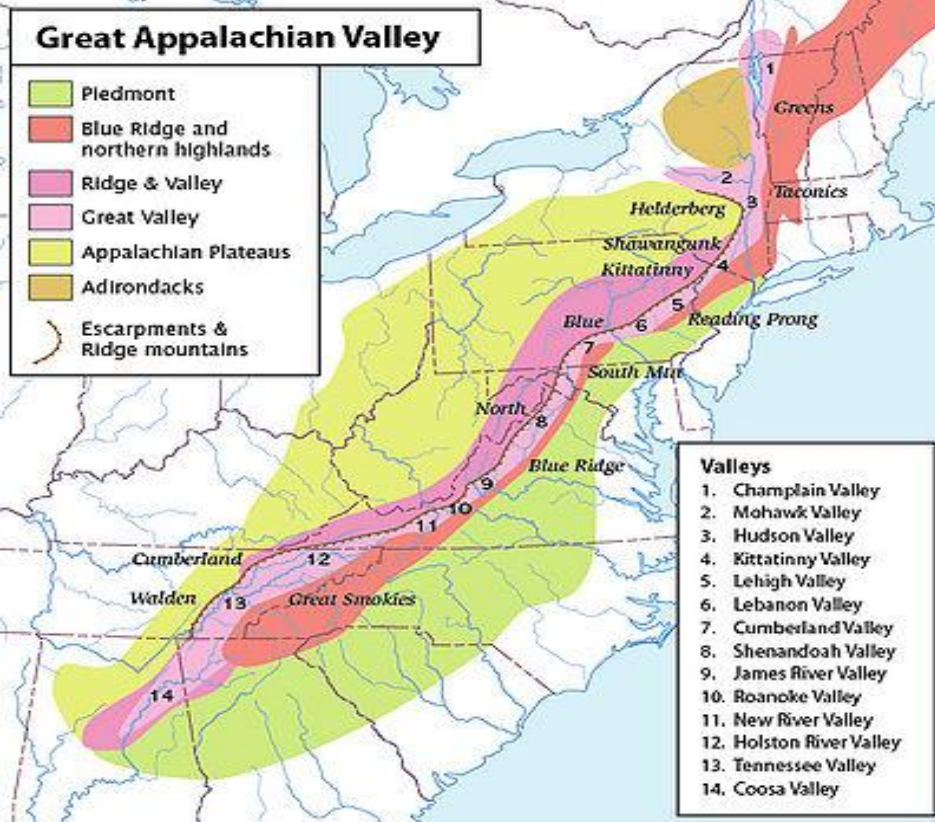 Great Appalachian Valley
Piedmont
Blue Ridge and
northern highlands
Ridge & Valley
Great Valley
Appalachian Plateaus
Adirondacks
Escarpments &
Ridge mountains
1
Greens
2
Taconics
3
Helderberg
Shawangunk
4
Kittatinny
5
Reading Prong
Blue
6
7
South Mtn
North
8
Blue Ridge
9
10
11
Cumberland
12
Walden
13
Great Smokies
14
Valleys
1. Champlain Valley
2. Mohawk Valley
3. Hudson Valley
4. Kittatinny Valley
5. Lehigh Valley
6. Lebanon Valley
7. Cumberland Valley
8. Shenandoah Valley
9. James River Valley
10. Roanoke Valley
11. New River Valley
12. Holston River Valley
13. Tennessee Valley
14. Coosa Valley